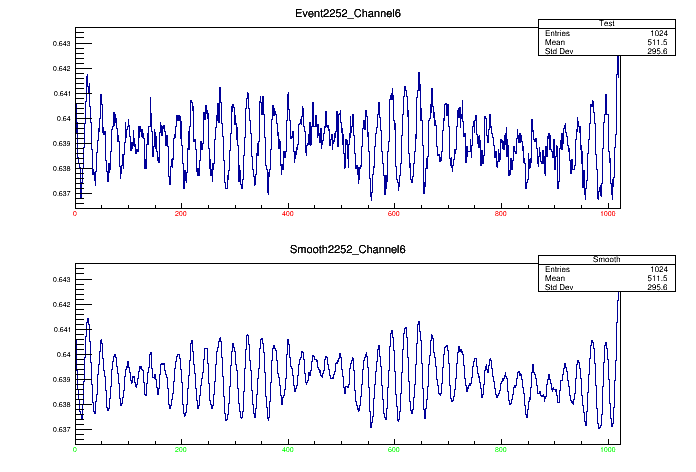 Event2252_Channel6
Test
Entries 1024
Mean 511.5
Std Dev 295.6
0.643
0.642
0.641
0.64
0.639
0.638
0.637
0 200 400 600 800 1000
Smooth2252_Channel6
Smooth
Entries 1024
Mean 511.5
Std Dev 295.6
0.643
0.642
0.641
0.64
0.639
0.638
0.637
0 200 400 600 800 1000